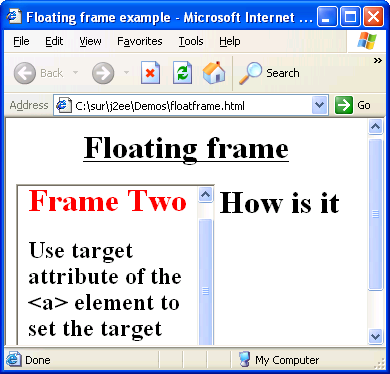 Floating frame example - Microsoft Internet ...
File Edit View Favorites Tools Help
Back Search
Address C:\sur\j2ee\Demos\floatframe.html Go
Floating frame
Frame Two
How is it
Use target
attribute of the
<a> element to
set the target
Done My Computer